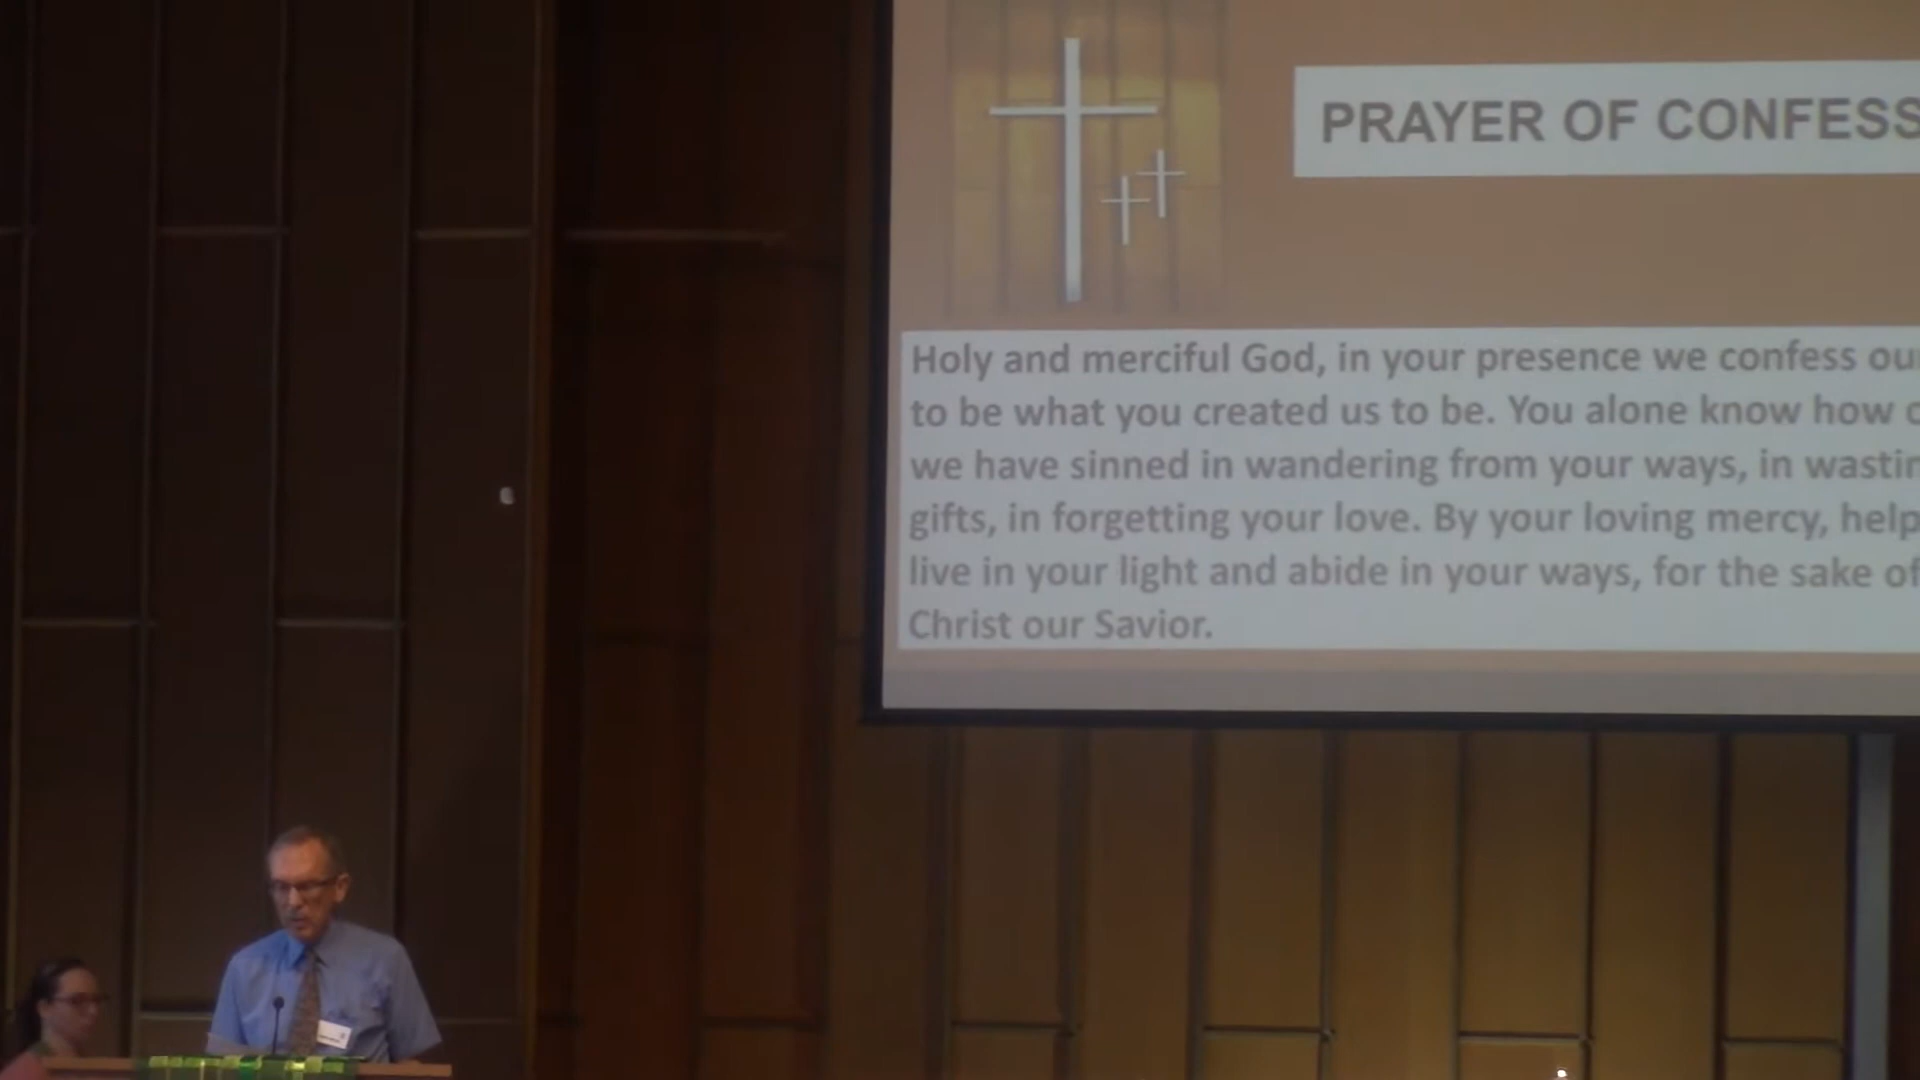 PRAYER OF CONFESS
Holy and merciful God, in your presence we confess ou
to be what you created us to be. You alone know how o
we have sinned in wandering from your ways, in wastin
gifts, in forgetting your love. By your loving mercy, help
live in your light and abide in your ways, for the sake of
Christ our Savior.